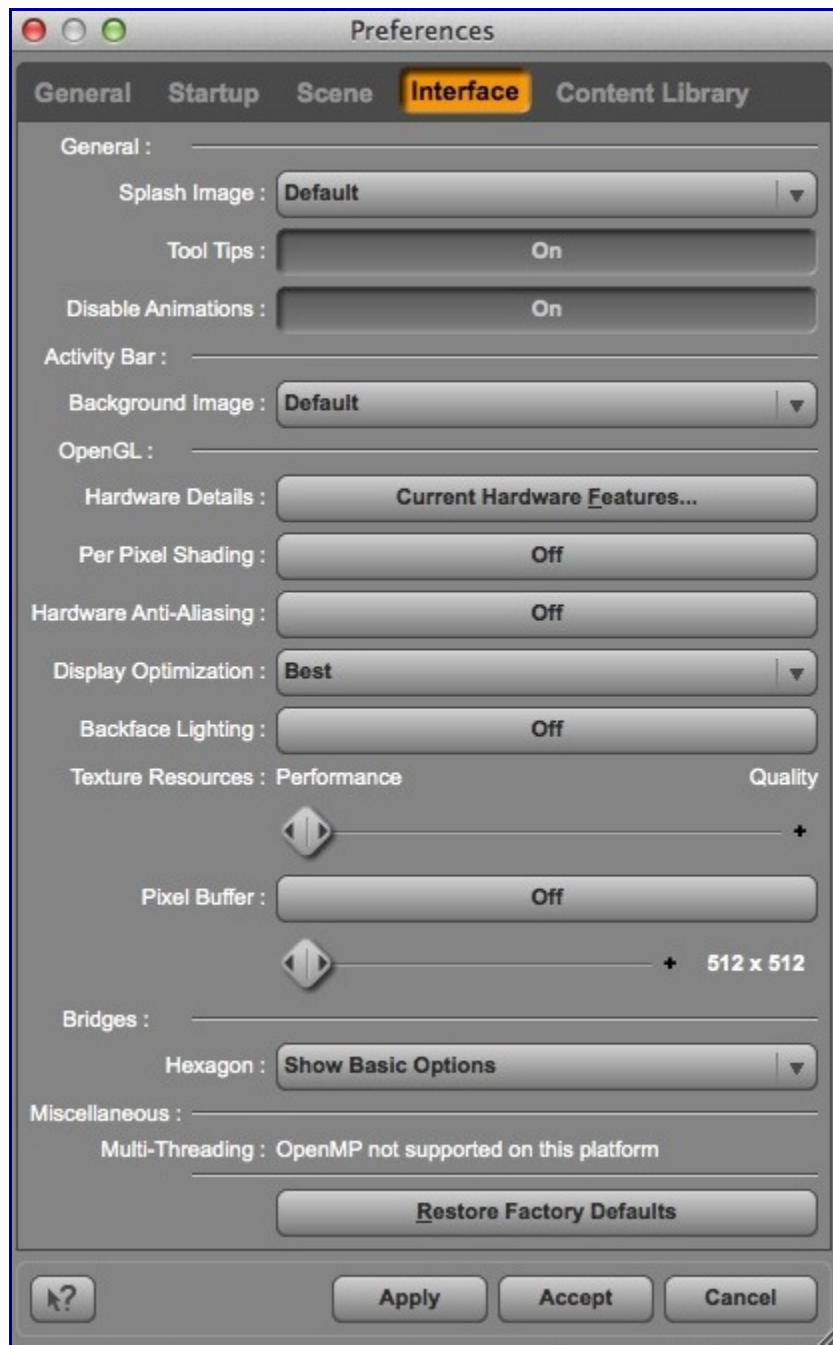 Preferences
General Startup Scene Interface Content Library
General :
Splash Image : Default
Tool Tips : On
Disable Animations : On
Activity Bar :
Background Image : Default
OpenGL :
Hardware Details : Current Hardware Features...
Per Pixel Shading : Off
Hardware Anti-Aliasing : Off
Display Optimization : Best
Backface Lighting : Off
Texture Resources : Performance Quality
+
Pixel Buffer : Off
+ 512 x 512
Bridges :
Hexagon : Show Basic Options
Miscellaneous :
Multi-Threading : OpenMP not supported on this platform
Restore Factory Defaults
? Apply Accept Cancel